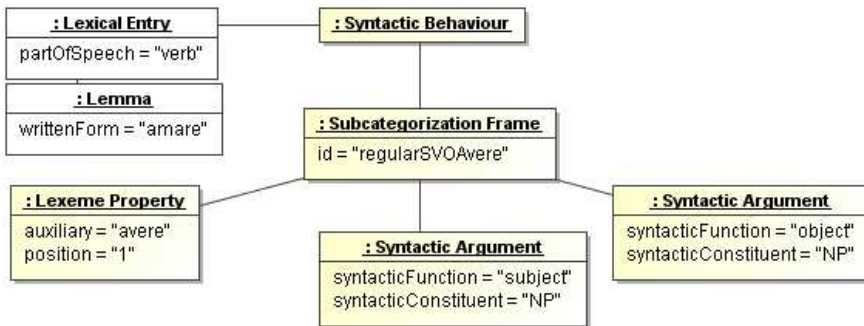 : Lexical Entry
partOfSpeech = "verb"
: Syntactic Behaviour
: Lemma
writtenForm = "amare"
: Subcategorization Frame
id = "regularSVOAvere"
: Lexeme Property
auxiliary = "avere"
position = "1"
: Syntactic Argument
syntacticFunction = "subject"
syntacticConstituent = "NP"
: Syntactic Argument
syntacticFunction = "object"
syntacticConstituent = "NP"